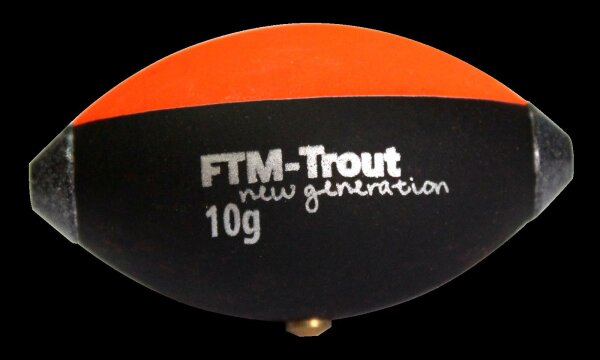 FTM-Trout
new generation
10g